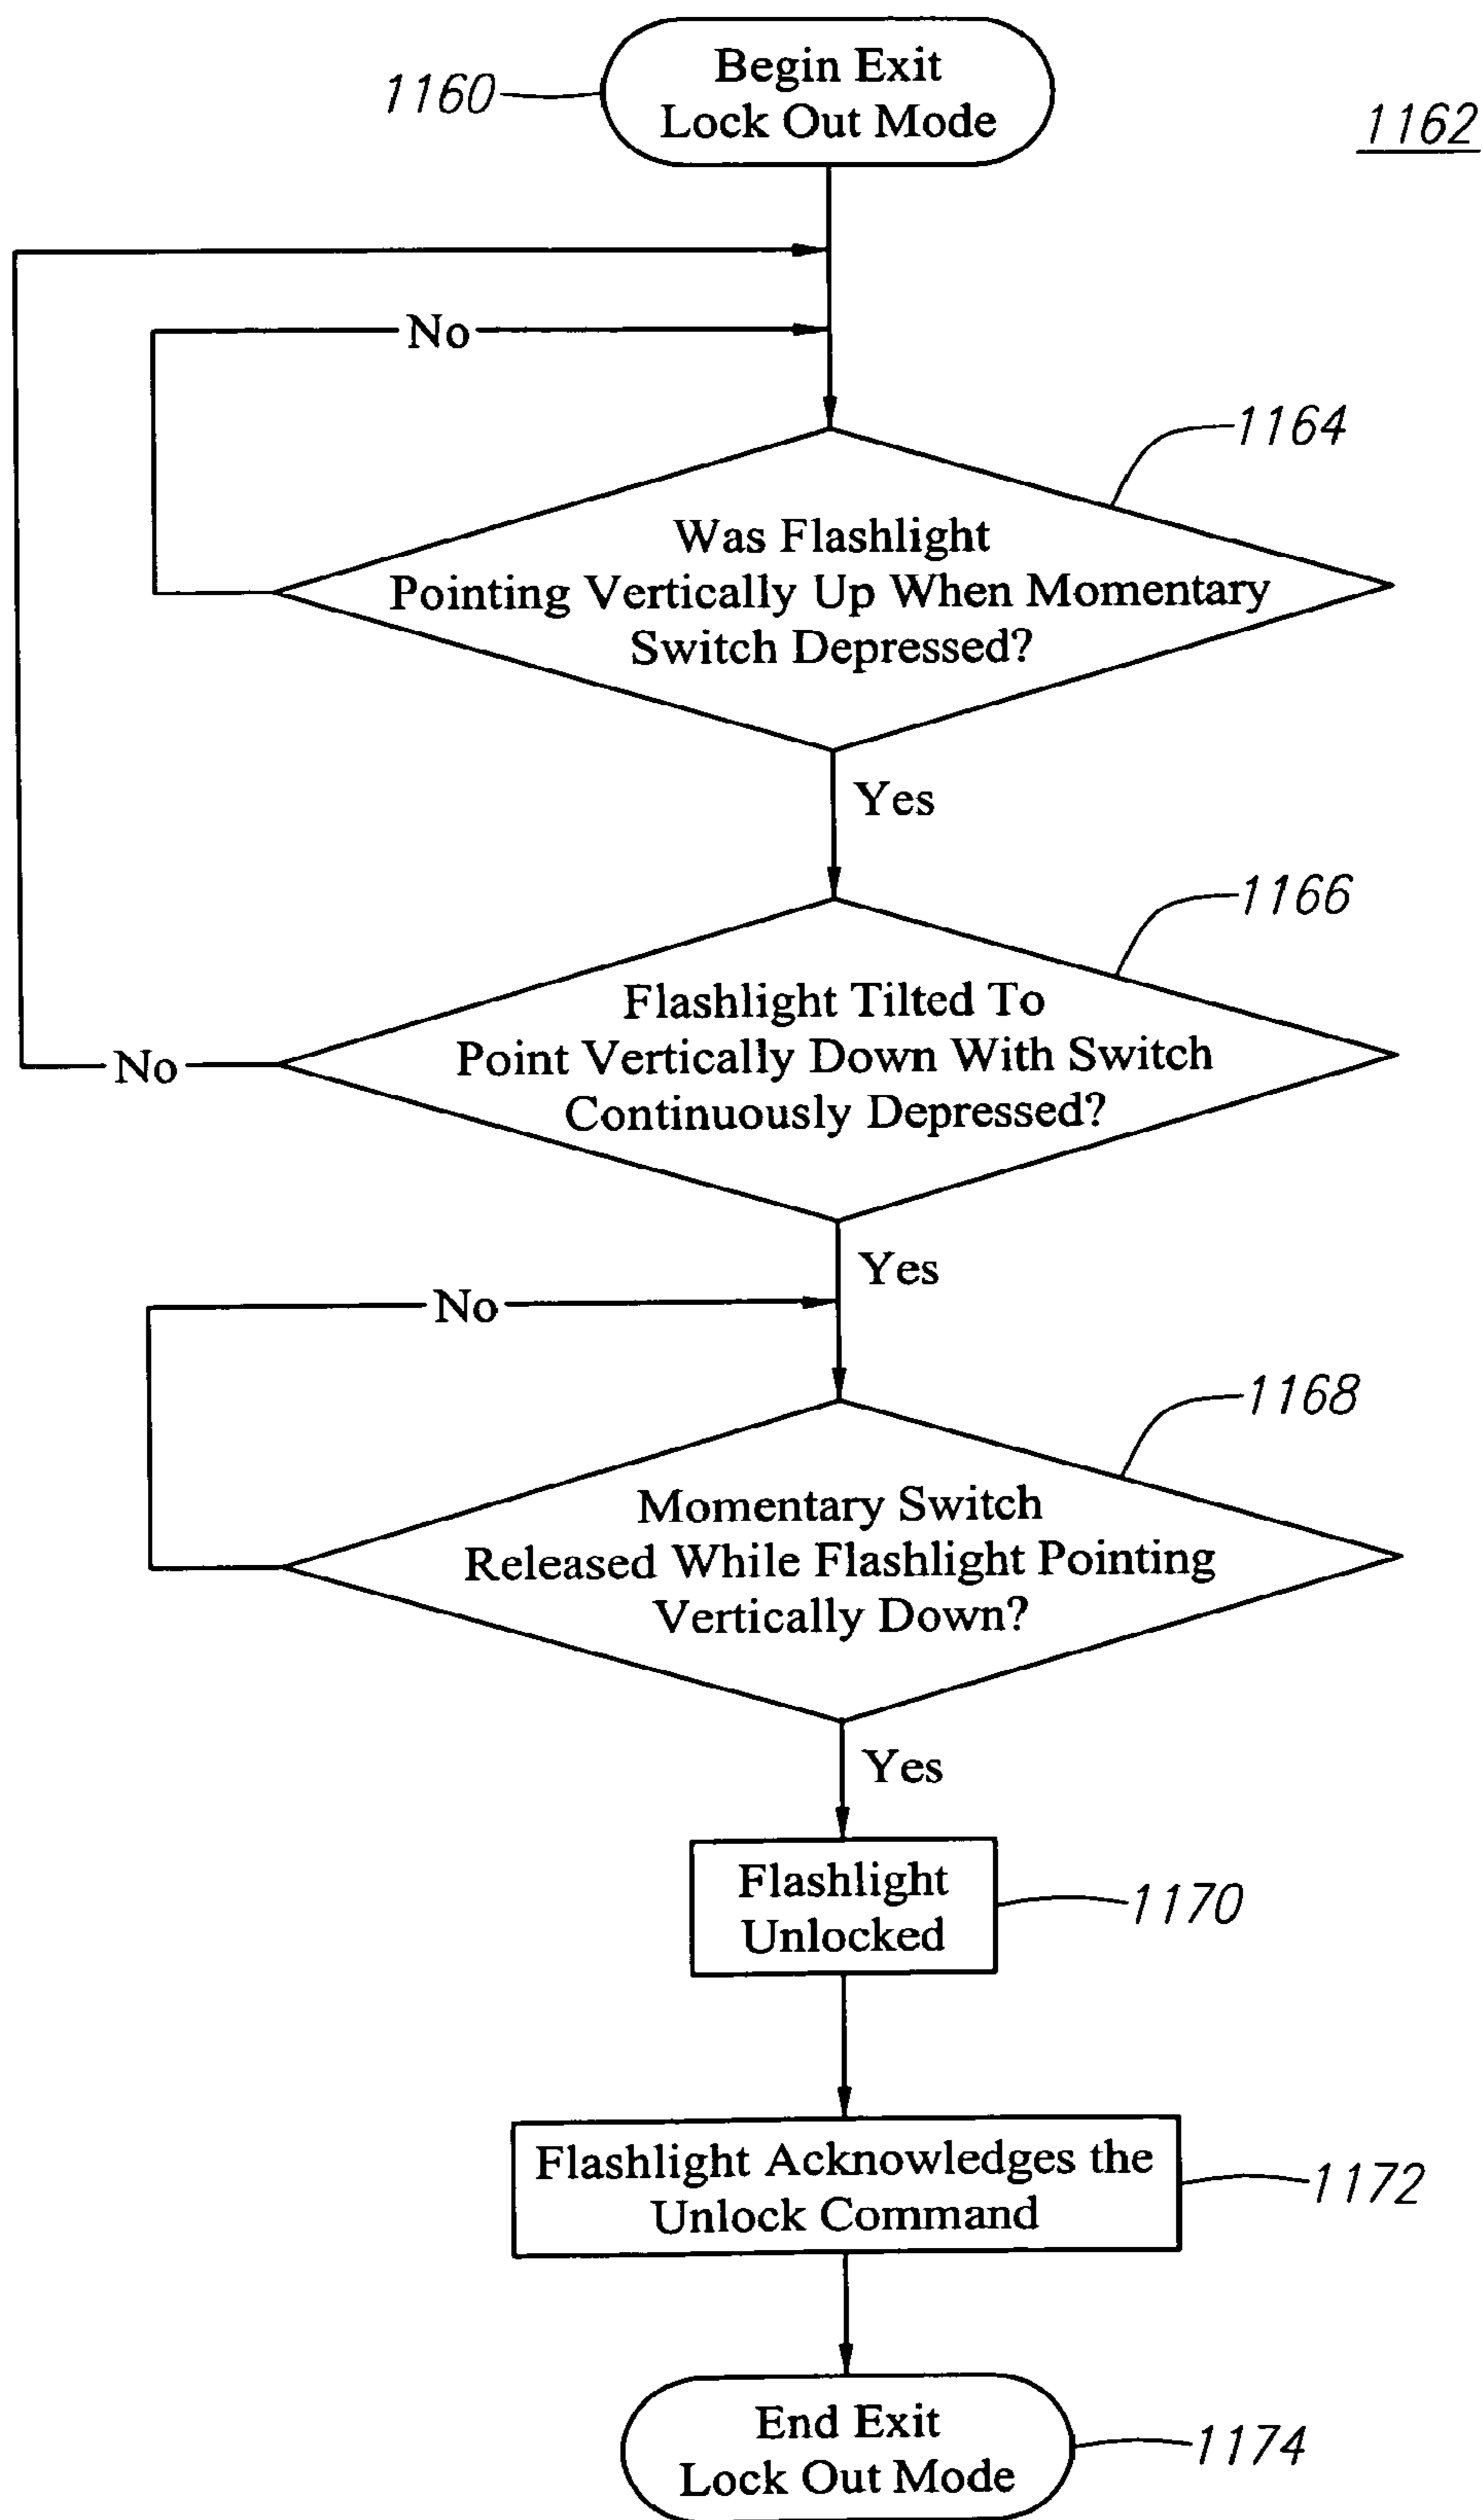 Begin Exit
Lock Out Mode
1160
1162
No
1164
Was Flashlight
Pointing Vertically Up When Momentary
Switch Depressed?
Yes
1166
Flashlight Tilted To
Point Vertically Down With Switch
Continuously Depressed?
No
Yes
No
1168
Momentary Switch
Released While Flashlight Pointing
Vertically Down?
Yes
Flashlight
Unlocked
1170
Flashlight Acknowledges the
Unlock Command
1172
End Exit
Lock Out Mode
1174